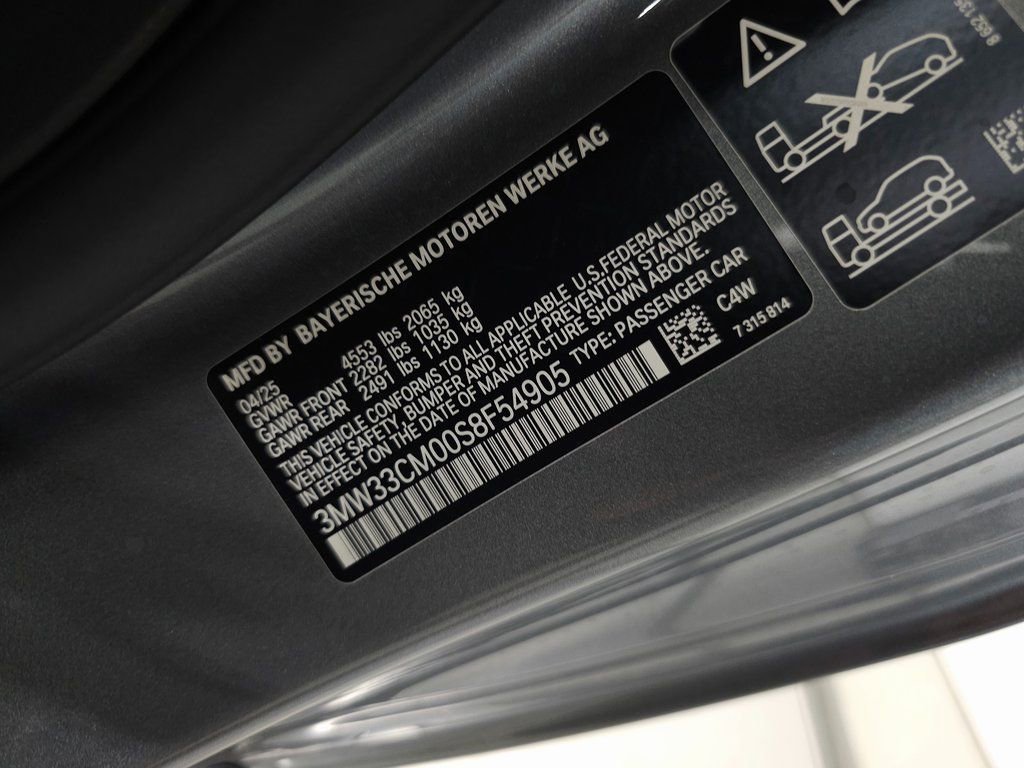 MFD BY BAYERISCHE MOTOREN WERKE AG
04/25
GVWR 4553 lbs 2065 kg
GAWR FRONT 2282 lbs 1035 kg
GAWR REAR 2491 lbs 1130 kg
THIS VEHICLE CONFORMS TO ALL APPLICABLE U.S.FEDERAL MOTOR
VEHICLE SAFETY, BUMPER AND THEFT PREVENTION STANDARDS
IN EFFECT ON THE DATE OF MANUFACTURE SHOWN ABOVE.
3MW33CM00S8F54905 TYPE: PASSENGER CAR
C4W
7 315 814